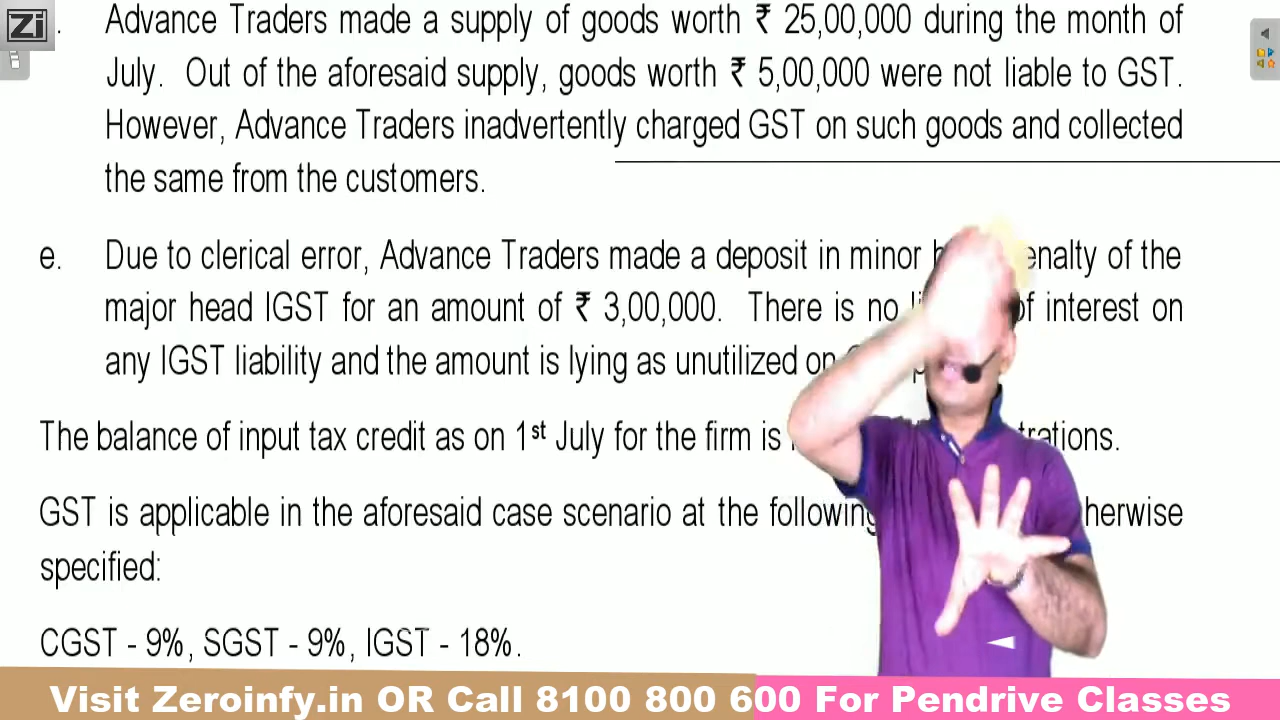 Zi
. Advance Traders made a supply of goods worth ₹ 25,00,000 during the month of
July. Out of the aforesaid supply, goods worth ₹ 5,00,000 were not liable to GST.
However, Advance Traders inadvertently charged GST on such goods and collected
the same from the customers.
e. Due to clerical error, Advance Traders made a deposit in minor of the
major head IGST for an amount of ₹ 3,00,000. There is no of interest on
any IGST liability and the amount is lying as unutilized on
The balance of input tax credit as on 1st July for the firm is
GST is applicable in the aforesaid case scenario at the following
specified:
CGST - 9%, SGST - 9%, IGST - 18%.
Visit Zeroinfy.in OR Call 8100 800 600 For Pendrive Classes